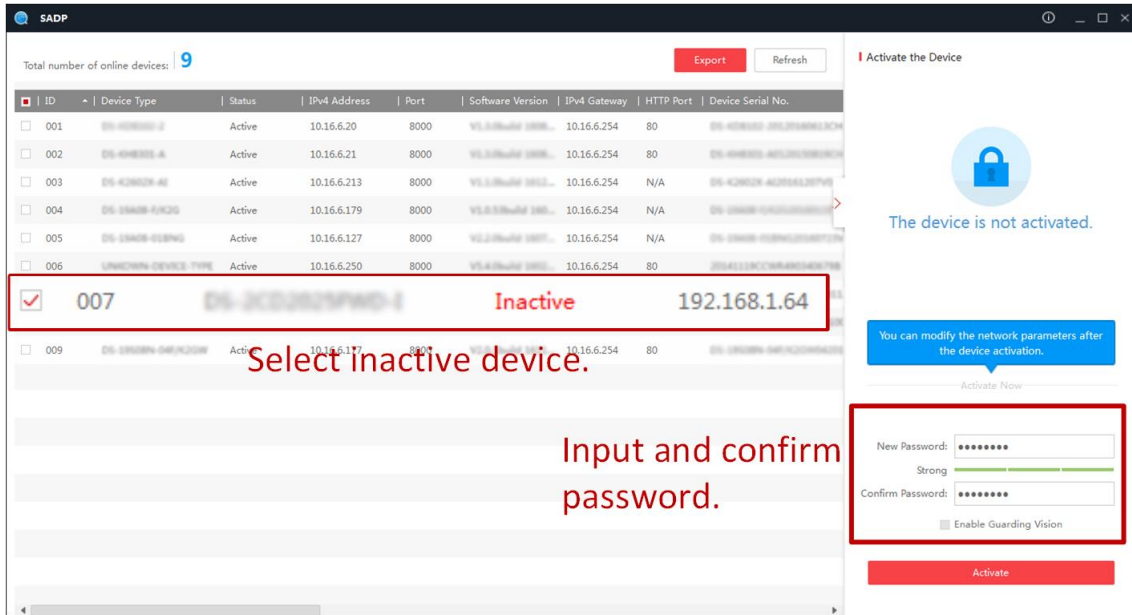 SADP
Total number of online devices: 9
Export
Refresh
ID Device Type Status IPv4 Address Port Software Version IPv4 Gateway HTTP Port Device Serial No.
001 Active 10.16.6.20 8000 10.16.6.254 80
002 Active 10.16.6.21 8000 10.16.6.254 80
003 Active 10.16.6.213 8000 10.16.6.254 N/A
004 Active 10.16.6.179 8000 10.16.6.254 N/A
005 Active 10.16.6.127 8000 10.16.6.254 N/A
006 Active 10.16.6.250 8000 10.16.6.254 80
007 Inactive 192.168.1.64
009 Active 10.16.6.177 8000 10.16.6.254 80
Select inactive device.
Input and confirm
password.
Activate the Device
The device is not activated.
You can modify the network parameters after
the device activation.
Activate Now
New Password: ●●●●●●●●
Strong
Confirm Password: ●●●●●●●●
Enable Guarding Vision
Activate